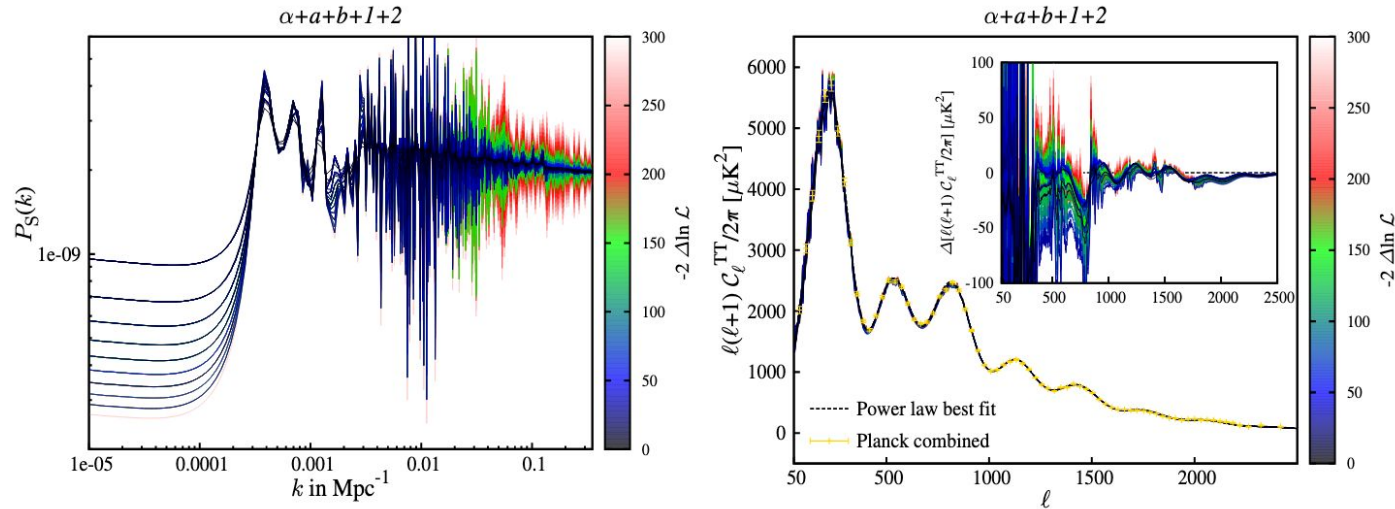 α+a+b+1+2
P_S(k)
1e-09
1e-05 0.0001 0.001 0.01 0.1
k in Mpc⁻¹
300
250
200
150
100
50
0
-2 Δln ℒ
α+a+b+1+2
ℓ(ℓ+1) C_ℓ^TT/2π [μK²]
6000
5000
4000
3000
2000
1000
0
50 500 1000 1500 2000
ℓ
Δ[ℓ(ℓ+1) C_ℓ^TT/2π] [μK²]
100
50
0
-50
-100
50 500 1000 1500 2000 2500
Power law best fit
Planck combined
300
250
200
150
100
50
0
-2 Δln ℒ